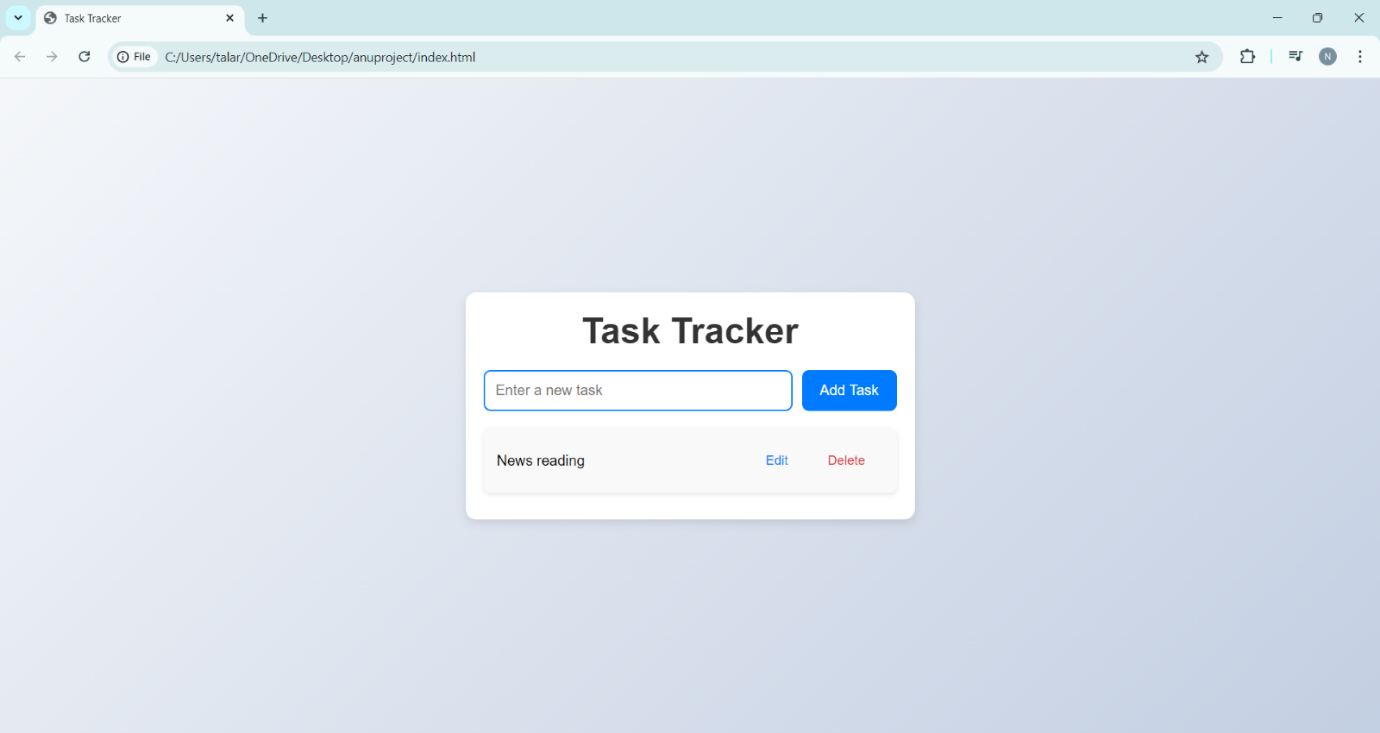 Task Tracker
File C:/Users/talar/OneDrive/Desktop/anuproject/index.html
N
Task Tracker
Enter a new task Add Task
News reading Edit Delete